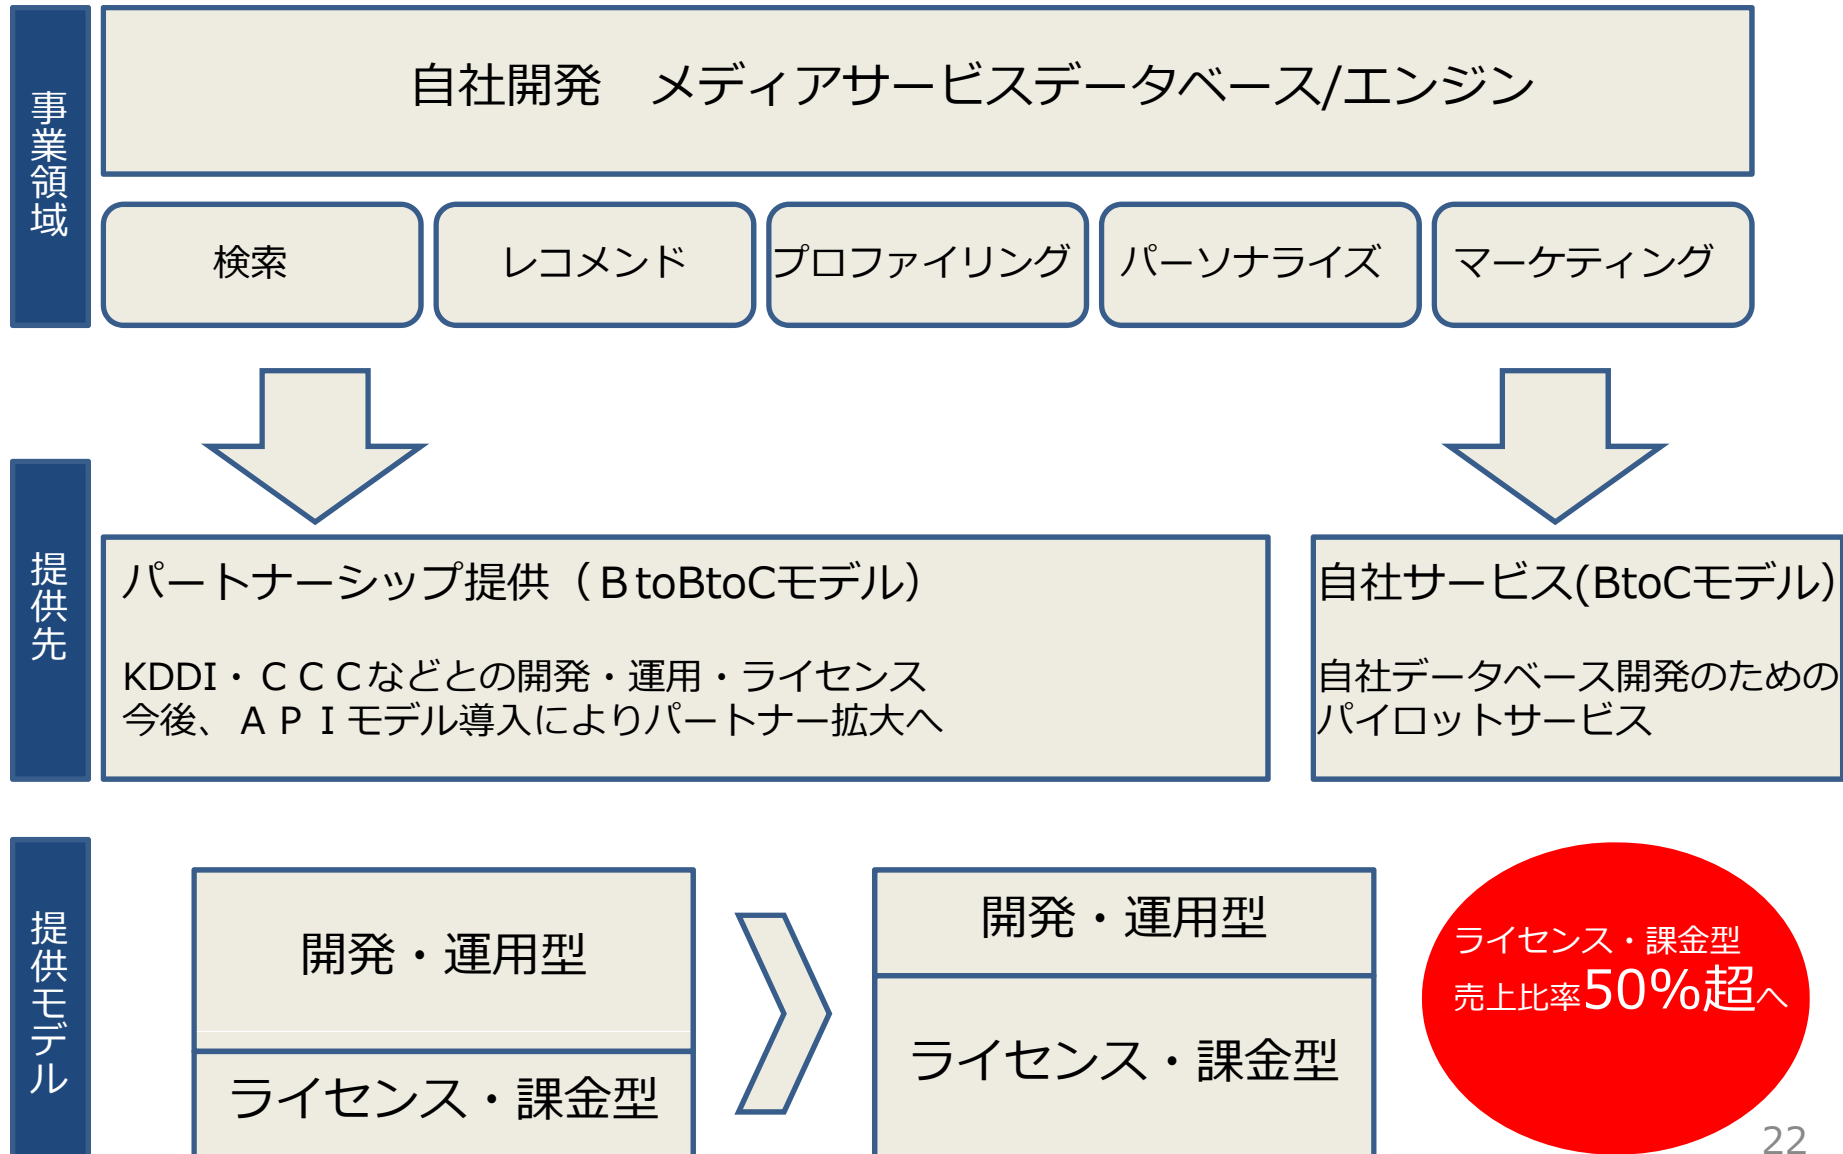 事業領域
自社開発　メディアサービスデータベース/エンジン
検索
レコメンド
プロファイリング
パーソナライズ
マーケティング
提供先
パートナーシップ提供（ＢtoBtoCモデル）
KDDI・ＣＣＣなどとの開発・運用・ライセンス
今後、ＡＰＩモデル導入によりパートナー拡大へ
自社サービス(BtoCモデル）
自社データベース開発のための
パイロットサービス
提供モデル
開発・運用型
ライセンス・課金型
開発・運用型
ライセンス・課金型
ライセンス・課金型
売上比率50%超へ
22